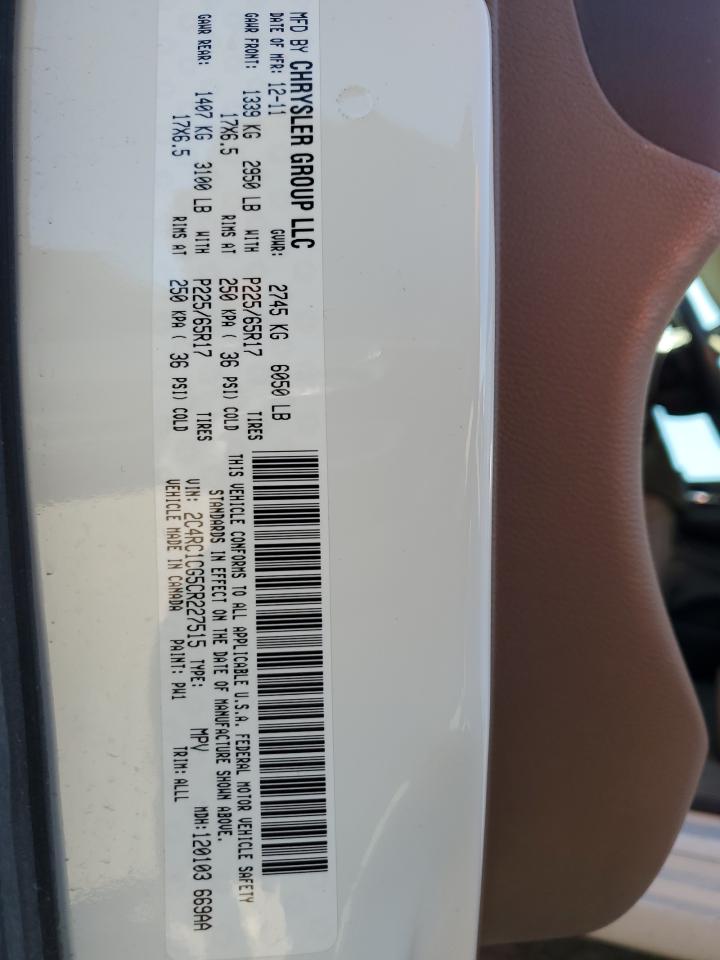 MFD BY CHRYSLER GROUP LLC
DATE OF MFR: 12-11 GVWR: 2745 KG 6050 LB
GAWR FRONT: 1339 KG 2950 LB WITH P225/65R17 TIRES
17X6.5 RIMS AT 250 KPA ( 36 PSI) COLD
GAWR REAR: 1407 KG 3100 LB WITH P225/65R17 TIRES
17X6.5 RIMS AT 250 KPA ( 36 PSI) COLD
THIS VEHICLE CONFORMS TO ALL APPLICABLE U.S.A. FEDERAL MOTOR VEHICLE SAFETY
STANDARDS IN EFFECT ON THE DATE OF MANUFACTURE SHOWN ABOVE.
VIN: 2C4RC1CG5CR227515 TYPE: MPV MDH:120103 669AA
VEHICLE MADE IN CANADA PAINT: PW1 TRIM: ALLL